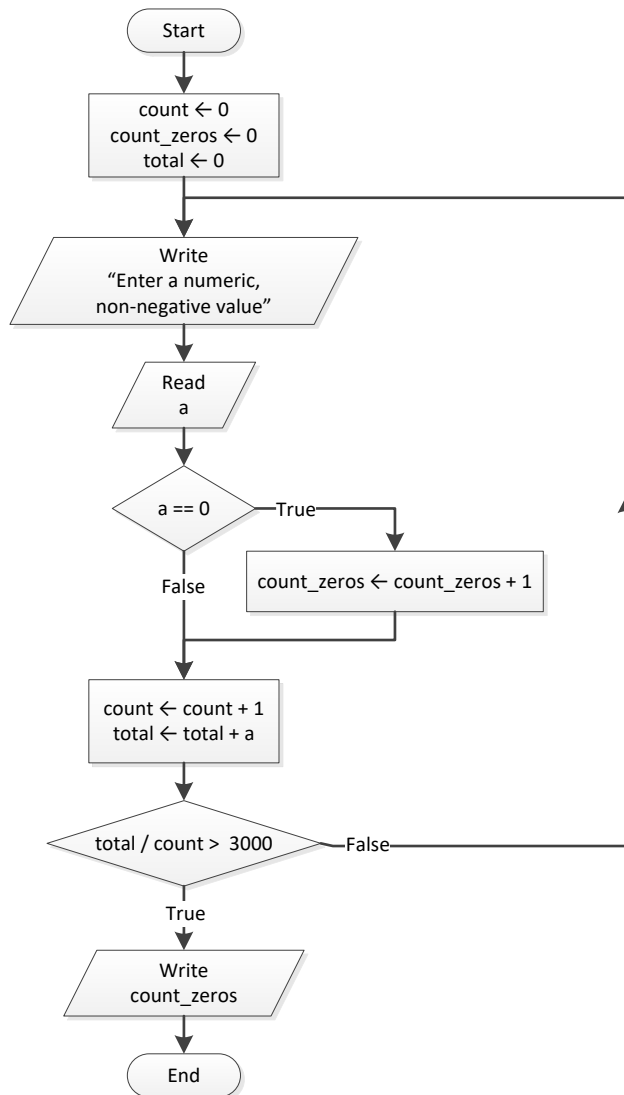 Start
count ← 0
count_zeros ← 0
total ← 0
Write
“Enter a numeric,
non-negative value”
Read
a
a == 0
True
count_zeros ← count_zeros + 1
False
count ← count + 1
total ← total + a
total / count > 3000
False
True
Write
count_zeros
End